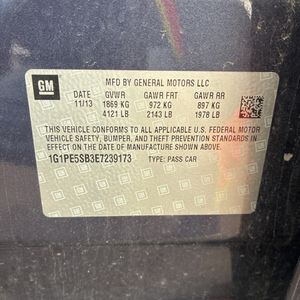 GM
MFD BY GENERAL MOTORS LLC
DATE GVWR GAWR FRT GAWR RR
11/13 1869 KG 972 KG 897 KG
4121 LB 2143 LB 1978 LB
THIS VEHICLE CONFORMS TO ALL APPLICABLE U.S. FEDERAL MOTOR
VEHICLE SAFETY, BUMPER, AND THEFT PREVENTION STANDARDS IN
EFFECT ON THE DATE OF MANUFACTURE SHOWN ABOVE.
1G1PE5SB3E7239173 TYPE: PASS CAR